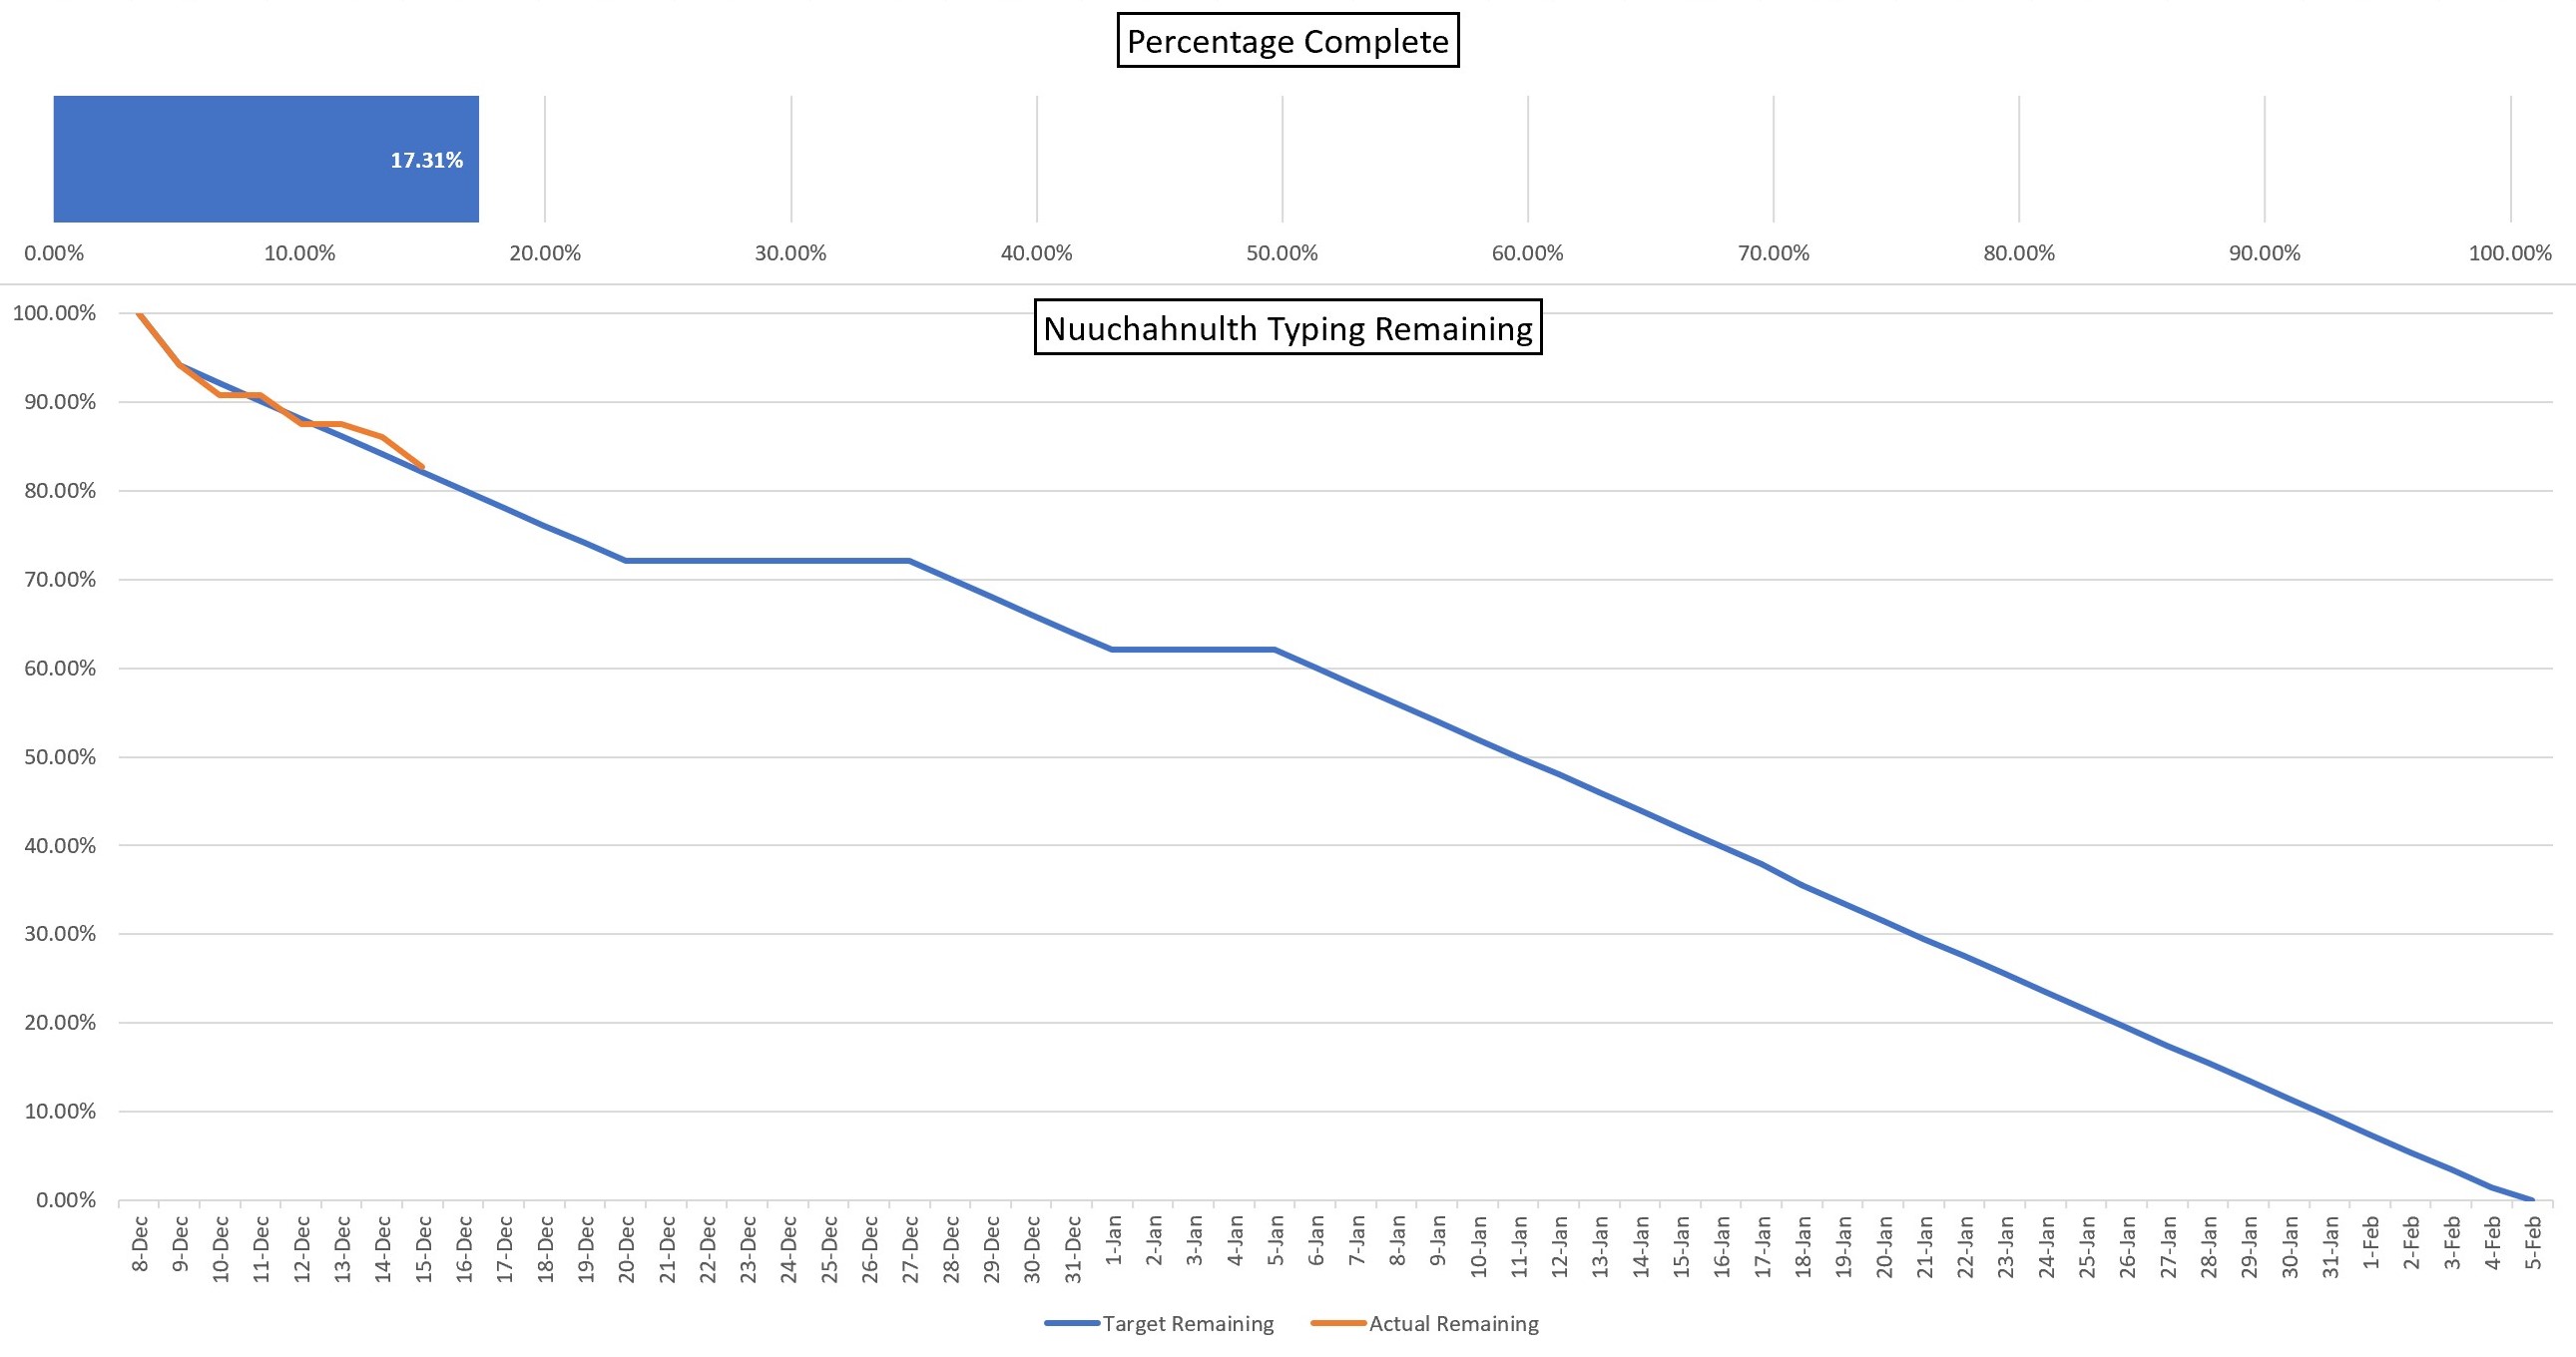 Percentage Complete
17.31%
0.00% 10.00% 20.00% 30.00% 40.00% 50.00% 60.00% 70.00% 80.00% 90.00% 100.00%
Nuuchahnulth Typing Remaining
100.00%
90.00%
80.00%
70.00%
60.00%
50.00%
40.00%
30.00%
20.00%
10.00%
0.00%
8-Dec 9-Dec 10-Dec 11-Dec 12-Dec 13-Dec 14-Dec 15-Dec 16-Dec 17-Dec 18-Dec 19-Dec 20-Dec 21-Dec 22-Dec 23-Dec 24-Dec 25-Dec 26-Dec 27-Dec 28-Dec 29-Dec 30-Dec 31-Dec 1-Jan 2-Jan 3-Jan 4-Jan 5-Jan 6-Jan 7-Jan 8-Jan 9-Jan 10-Jan 11-Jan 12-Jan 13-Jan 14-Jan 15-Jan 16-Jan 17-Jan 18-Jan 19-Jan 20-Jan 21-Jan 22-Jan 23-Jan 24-Jan 25-Jan 26-Jan 27-Jan 28-Jan 29-Jan 30-Jan 31-Jan 1-Feb 2-Feb 3-Feb 4-Feb 5-Feb
Target Remaining Actual Remaining